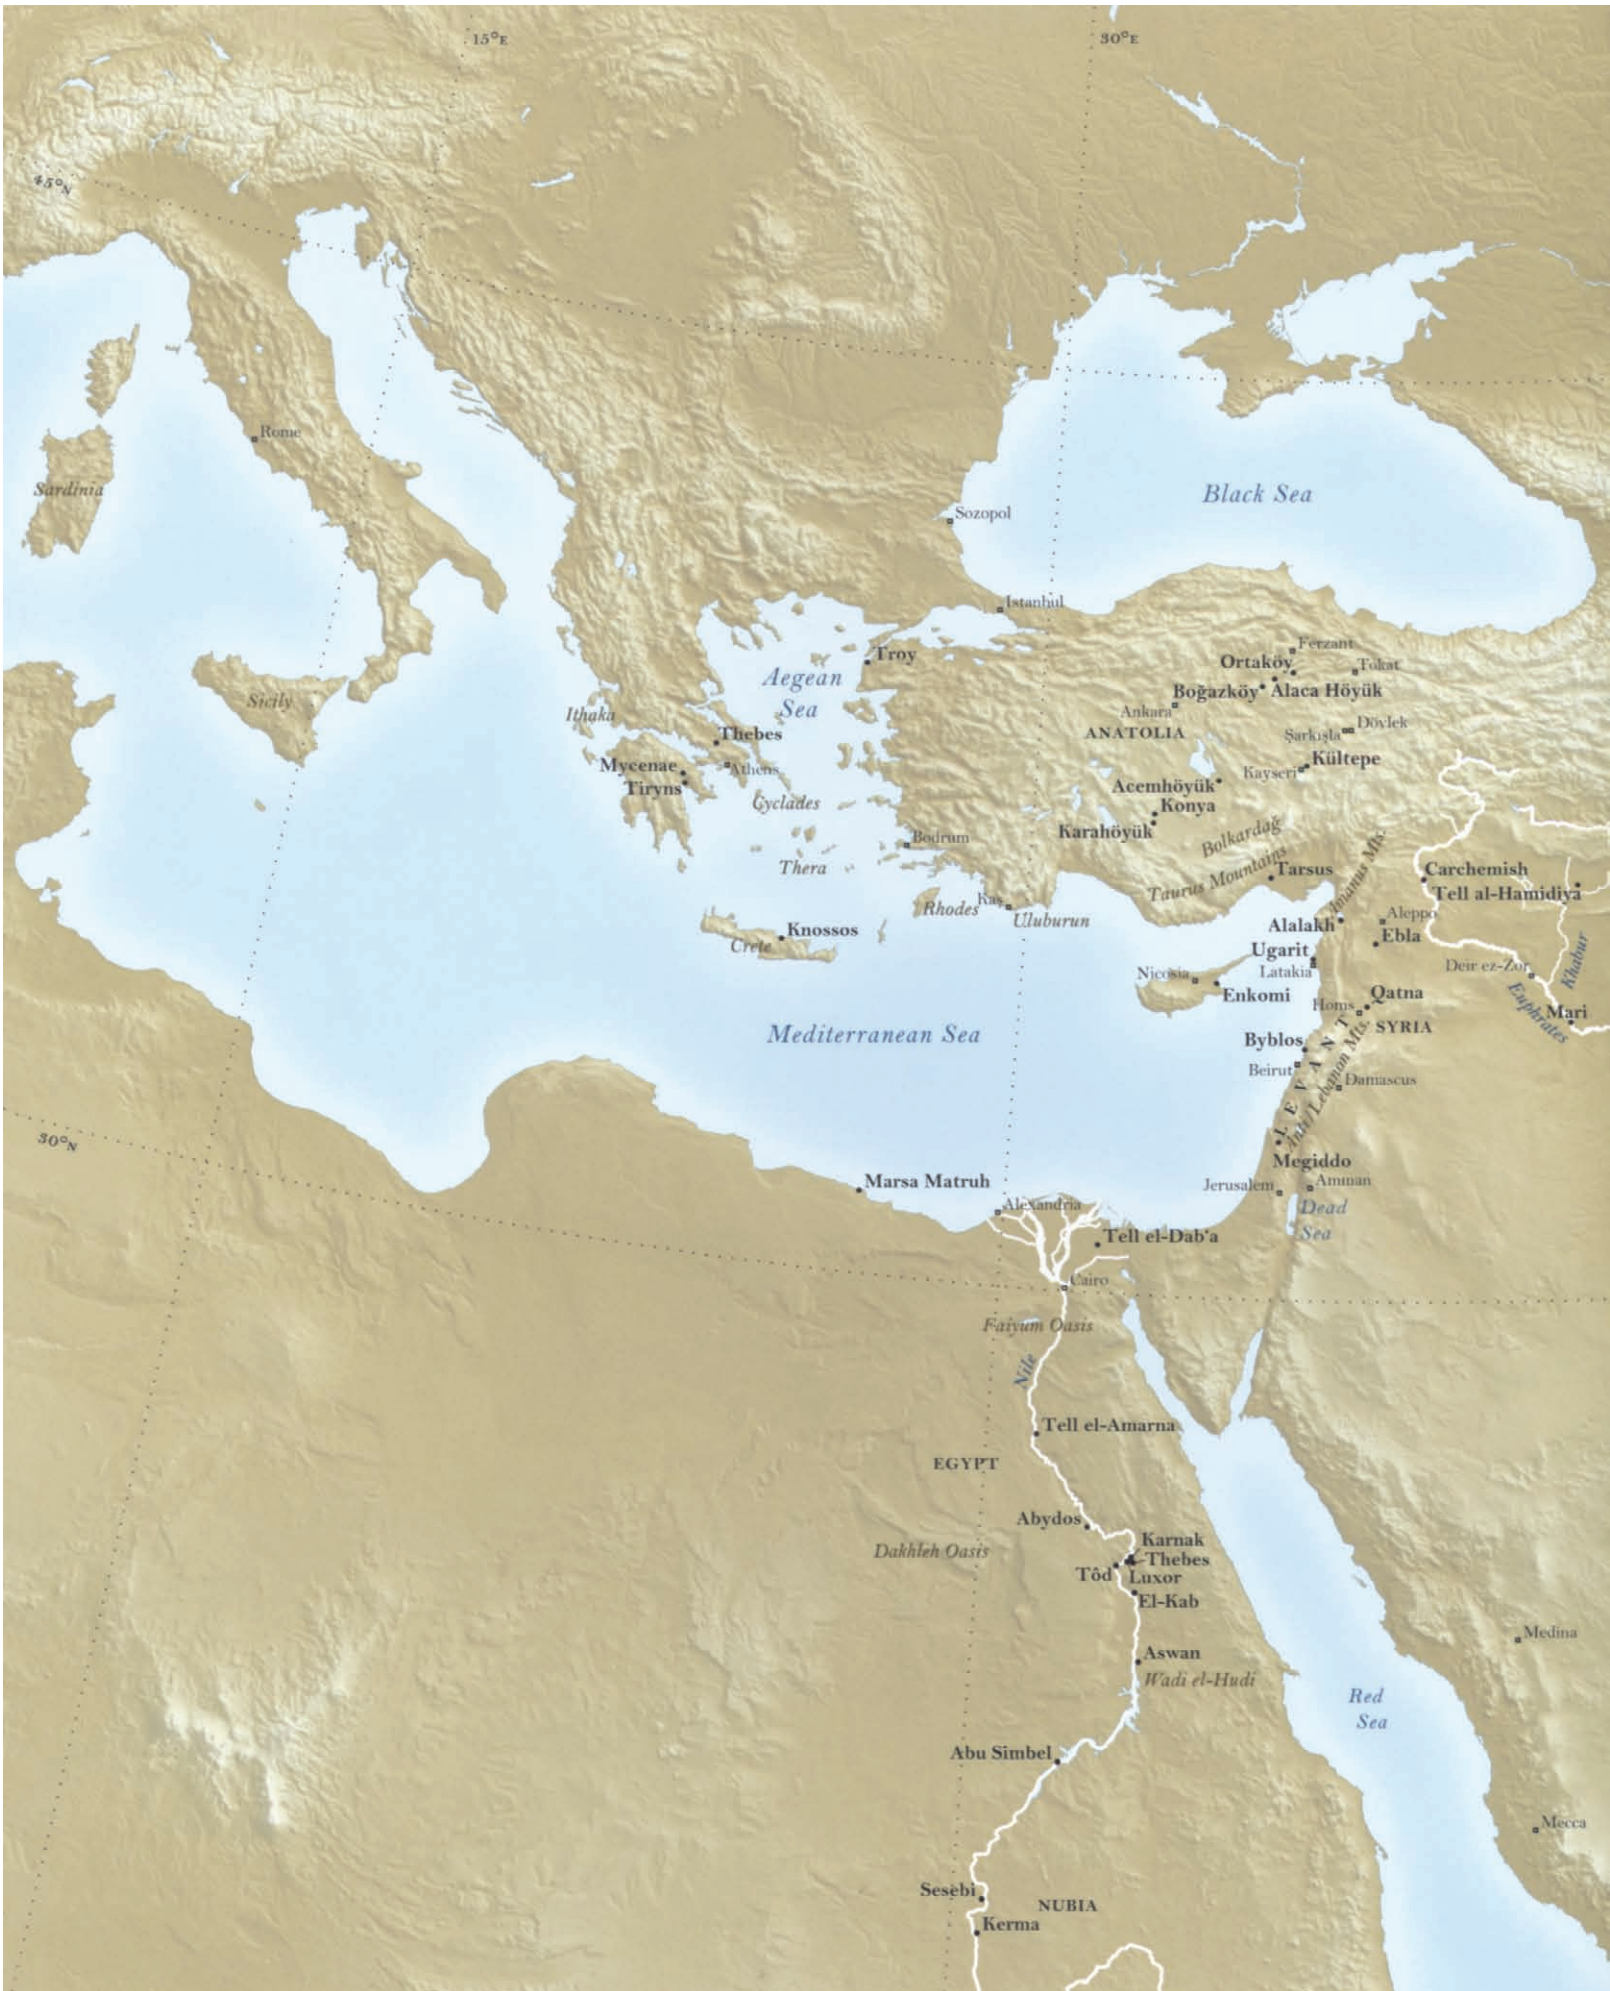 15°E
30°E
45°N
Rome
Sardinia
Black Sea
Sozopol
Istanbul
Ferzant
Troy
Ortaköy
Tokat
Aegean
Sea
Boğazköy
Alaca Höyük
Sicily
Ithaka
Ankara
Dövlek
Thebes
ANATOLIA
Şarkışla
Mycenae
Athens
Kayseri
Kültepe
Tiryns
Acemhöyük
Cyclades
Konya
Bodrum
Karahöyük
Bolkardağ
Amanus Mts.
Thera
Taurus Mountains
Tarsus
Carchemish
Tell al-Hamidiya
Rhodes
Kaş
Uluburun
Aleppo
Knossos
Crete
Alalakh
Ebla
Ugarit
Khabur
Nicosia
Latakia
Deir ez-Zor
Enkomi
Homs
Qatna
Euphrates
Mari
Mediterranean Sea
SYRIA
Byblos
LEVANT
Beirut
Anti/Lebanon Mts.
Damascus
30°N
Megiddo
Marsa Matruh
Jerusalem
Amman
Alexandria
Dead
Sea
Tell el-Dab‘a
Cairo
Faiyum Oasis
Nile
Tell el-Amarna
EGYPT
Abydos
Karnak
Dakhleh Oasis
Thebes
Tôd
Luxor
El-Kab
Medina
Aswan
Wadi el-Hudi
Red
Sea
Abu Simbel
Mecca
Sesebi
NUBIA
Kerma